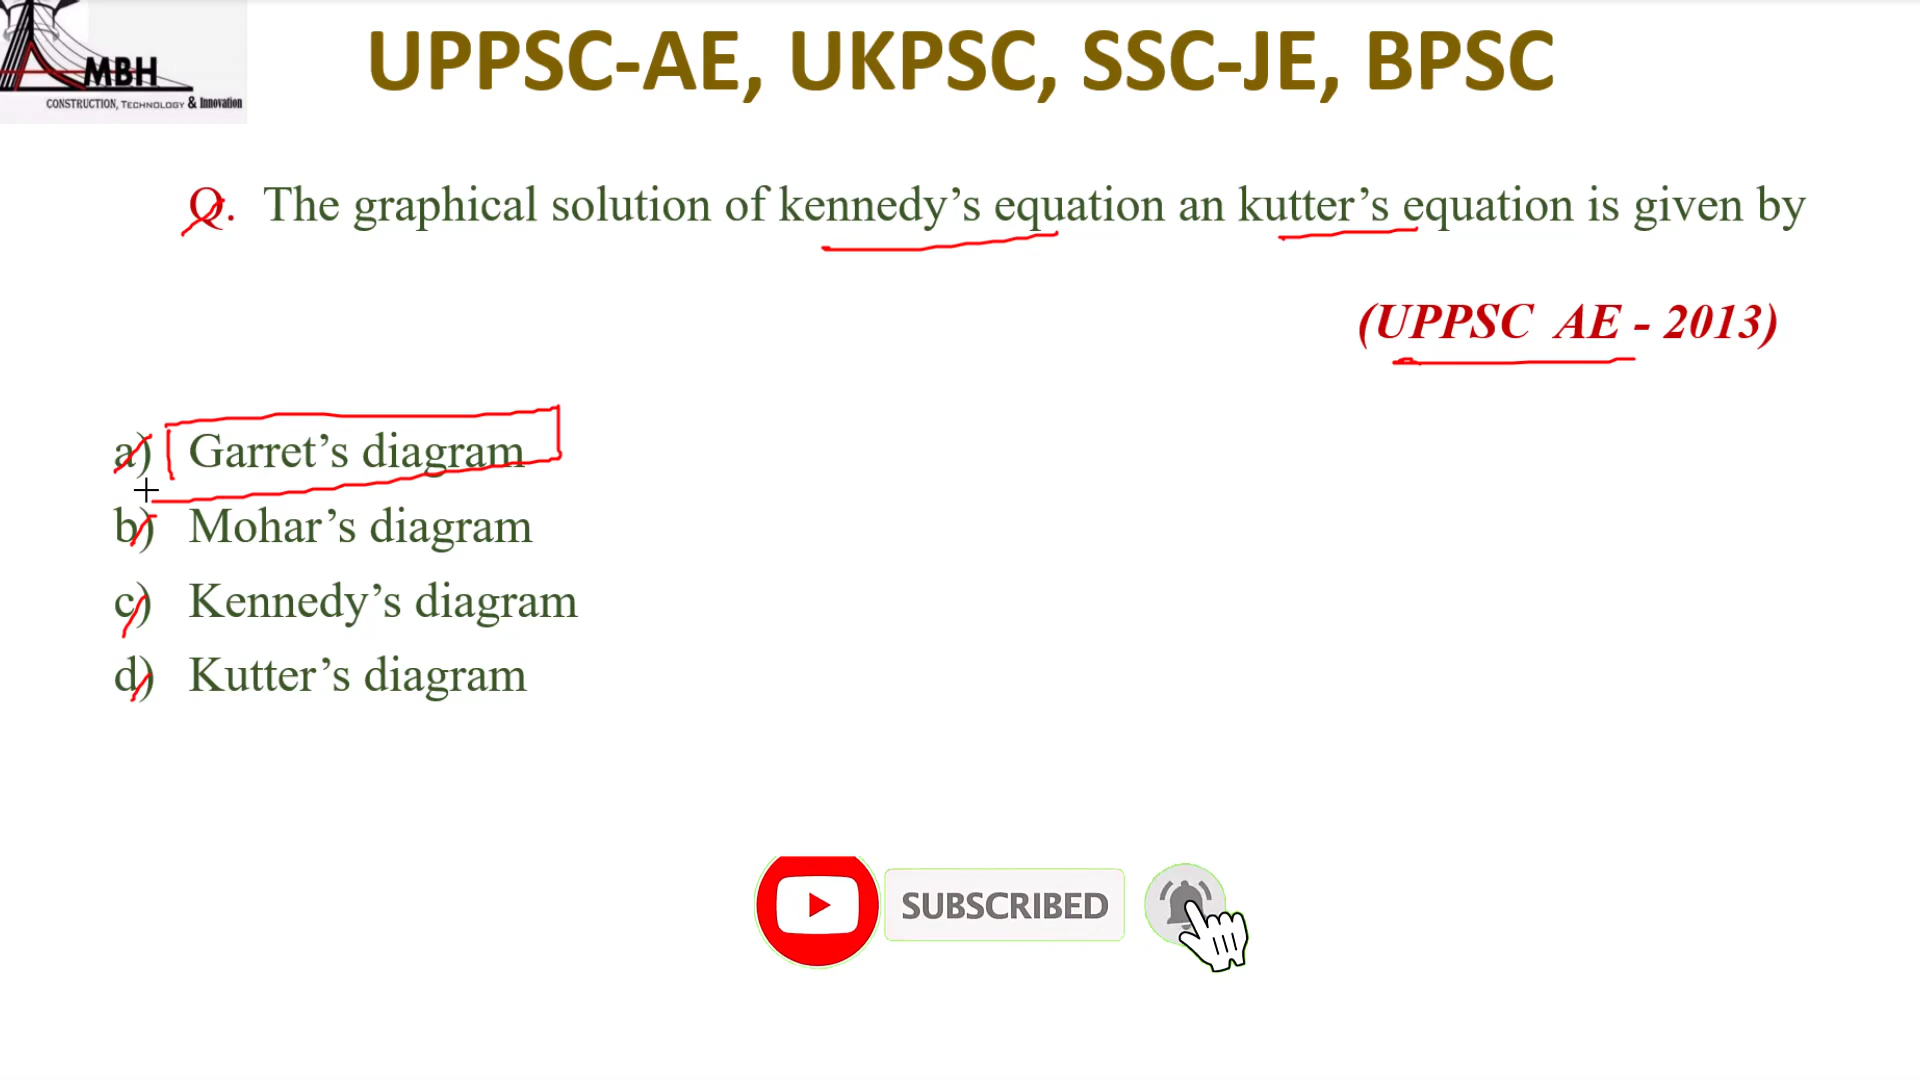 UPPSC-AE, UKPSC, SSC-JE, BPSC
AMBH
CONSTRUCTION, TECHNOLOGY & Innovation
Q. The graphical solution of kennedy’s equation an kutter’s equation is given by
(UPPSC AE - 2013)
a) Garret’s diagram
b) Mohar’s diagram
c) Kennedy’s diagram
d) Kutter’s diagram
SUBSCRIBED